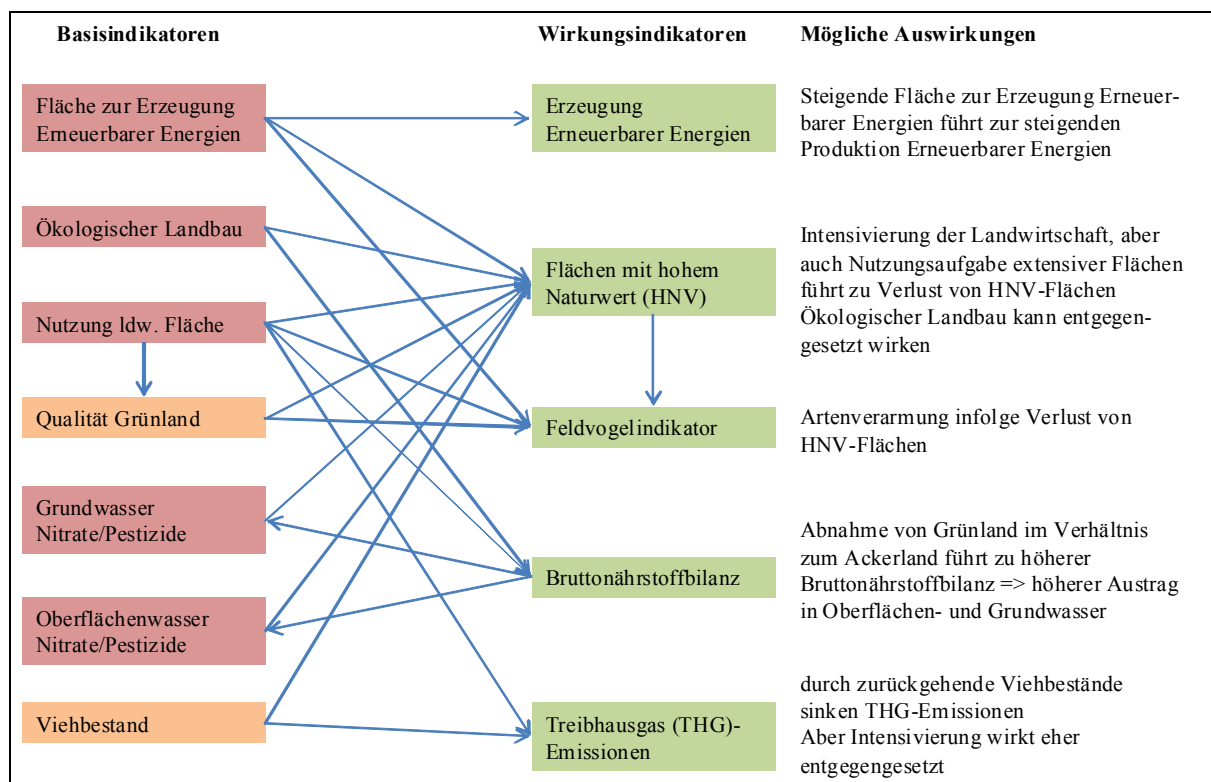 Basisindikatoren
Wirkungsindikatoren
Mögliche Auswirkungen
Fläche zur Erzeugung
Erneuerbarer Energien
Erzeugung
Erneuerbarer Energien
Steigende Fläche zur Erzeugung Erneuer-
barer Energien führt zur steigenden
Produktion Erneuerbarer Energien
Ökologischer Landbau
Flächen mit hohem
Naturwert (HNV)
Intensivierung der Landwirtschaft, aber
auch Nutzungsaufgabe extensiver Flächen
führt zu Verlust von HNV-Flächen
Ökologischer Landbau kann entgegen-
gesetzt wirken
Nutzung ldw. Fläche
Qualität Grünland
Feldvogelindikator
Artenverarmung infolge Verlust von
HNV-Flächen
Grundwasser
Nitrate/Pestizide
Bruttonährstoffbilanz
Abnahme von Grünland im Verhältnis
zum Ackerland führt zu höherer
Bruttonährstoffbilanz => höherer Austrag
in Oberflächen- und Grundwasser
Oberflächenwasser
Nitrate/Pestizide
Viehbestand
Treibhausgas (THG)-
Emissionen
durch zurückgehende Viehbestände
sinken THG-Emissionen
Aber Intensivierung wirkt eher
entgegengesetzt